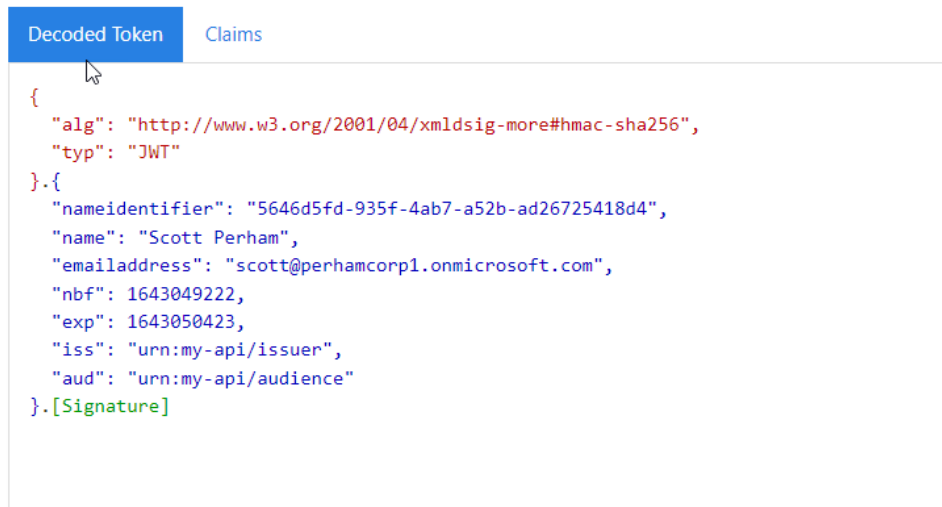 Decoded Token Claims
{
"alg": "http://www.w3.org/2001/04/xmldsig-more#hmac-sha256",
"typ": "JWT"
}.{
"nameidentifier": "5646d5fd-935f-4ab7-a52b-ad26725418d4",
"name": "Scott Perham",
"emailaddress": "scott@perhamcorp1.onmicrosoft.com",
"nbf": 1643049222,
"exp": 1643050423,
"iss": "urn:my-api/issuer",
"aud": "urn:my-api/audience"
}.[Signature]